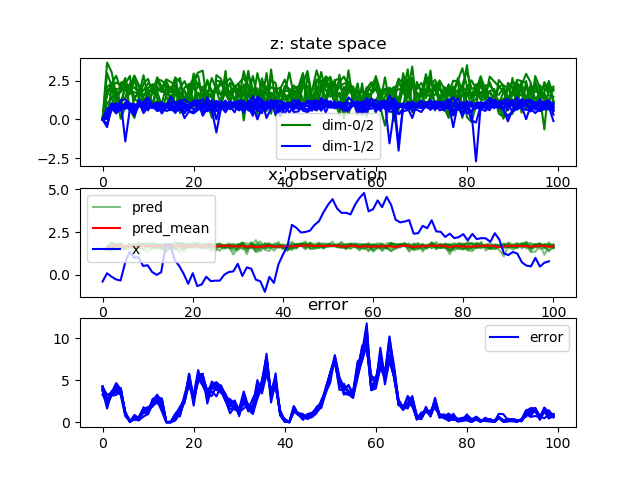 z: state space
2.5
0.0
−2.5
dim-0/2
dim-1/2
0 20 40 60 80 100
x: observation
5.0
2.5
0.0
pred
pred_mean
x
0 20 40 60 80 100
error
10
5
0
error
0 20 40 60 80 100